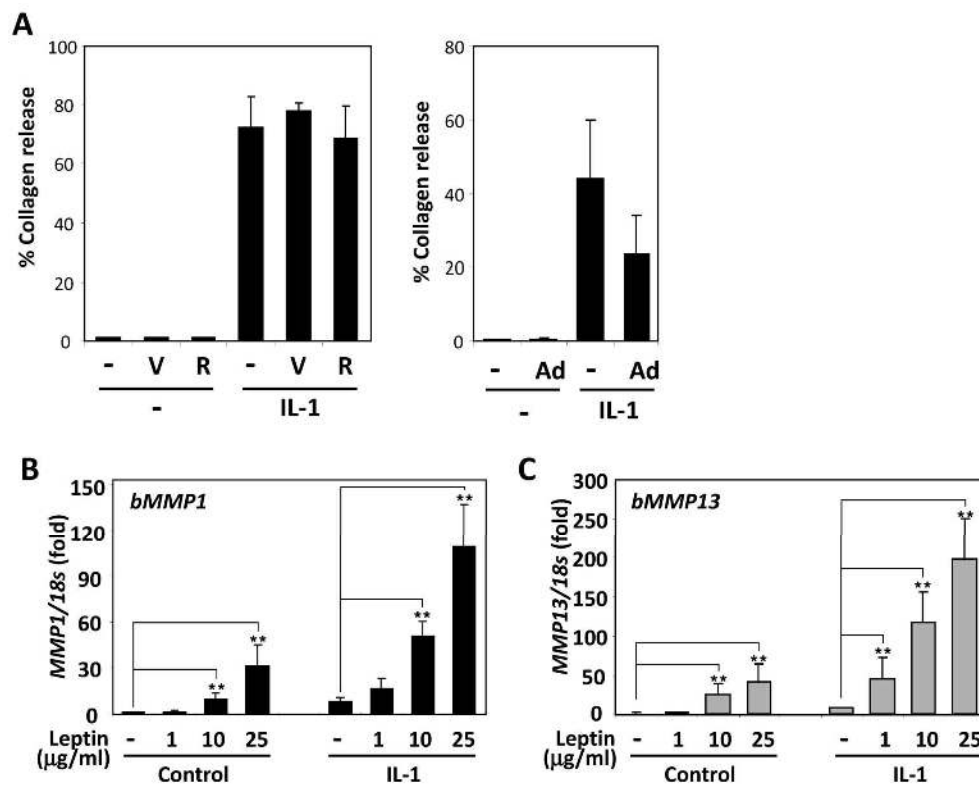 A
% Collagen release
100
80
60
40
20
0
- V R - V R
- IL-1
% Collagen release
80
60
40
20
0
- Ad - Ad
- IL-1
B
bMMP1
MMP1/18s (fold)
150
120
90
60
30
0
** ** ** **
Leptin - 1 10 25 - 1 10 25
(μg/ml) Control IL-1
C
bMMP13
MMP13/18s (fold)
300
250
200
150
100
50
0
** ** ** ** **
Leptin - 1 10 25 - 1 10 25
(μg/ml) Control IL-1